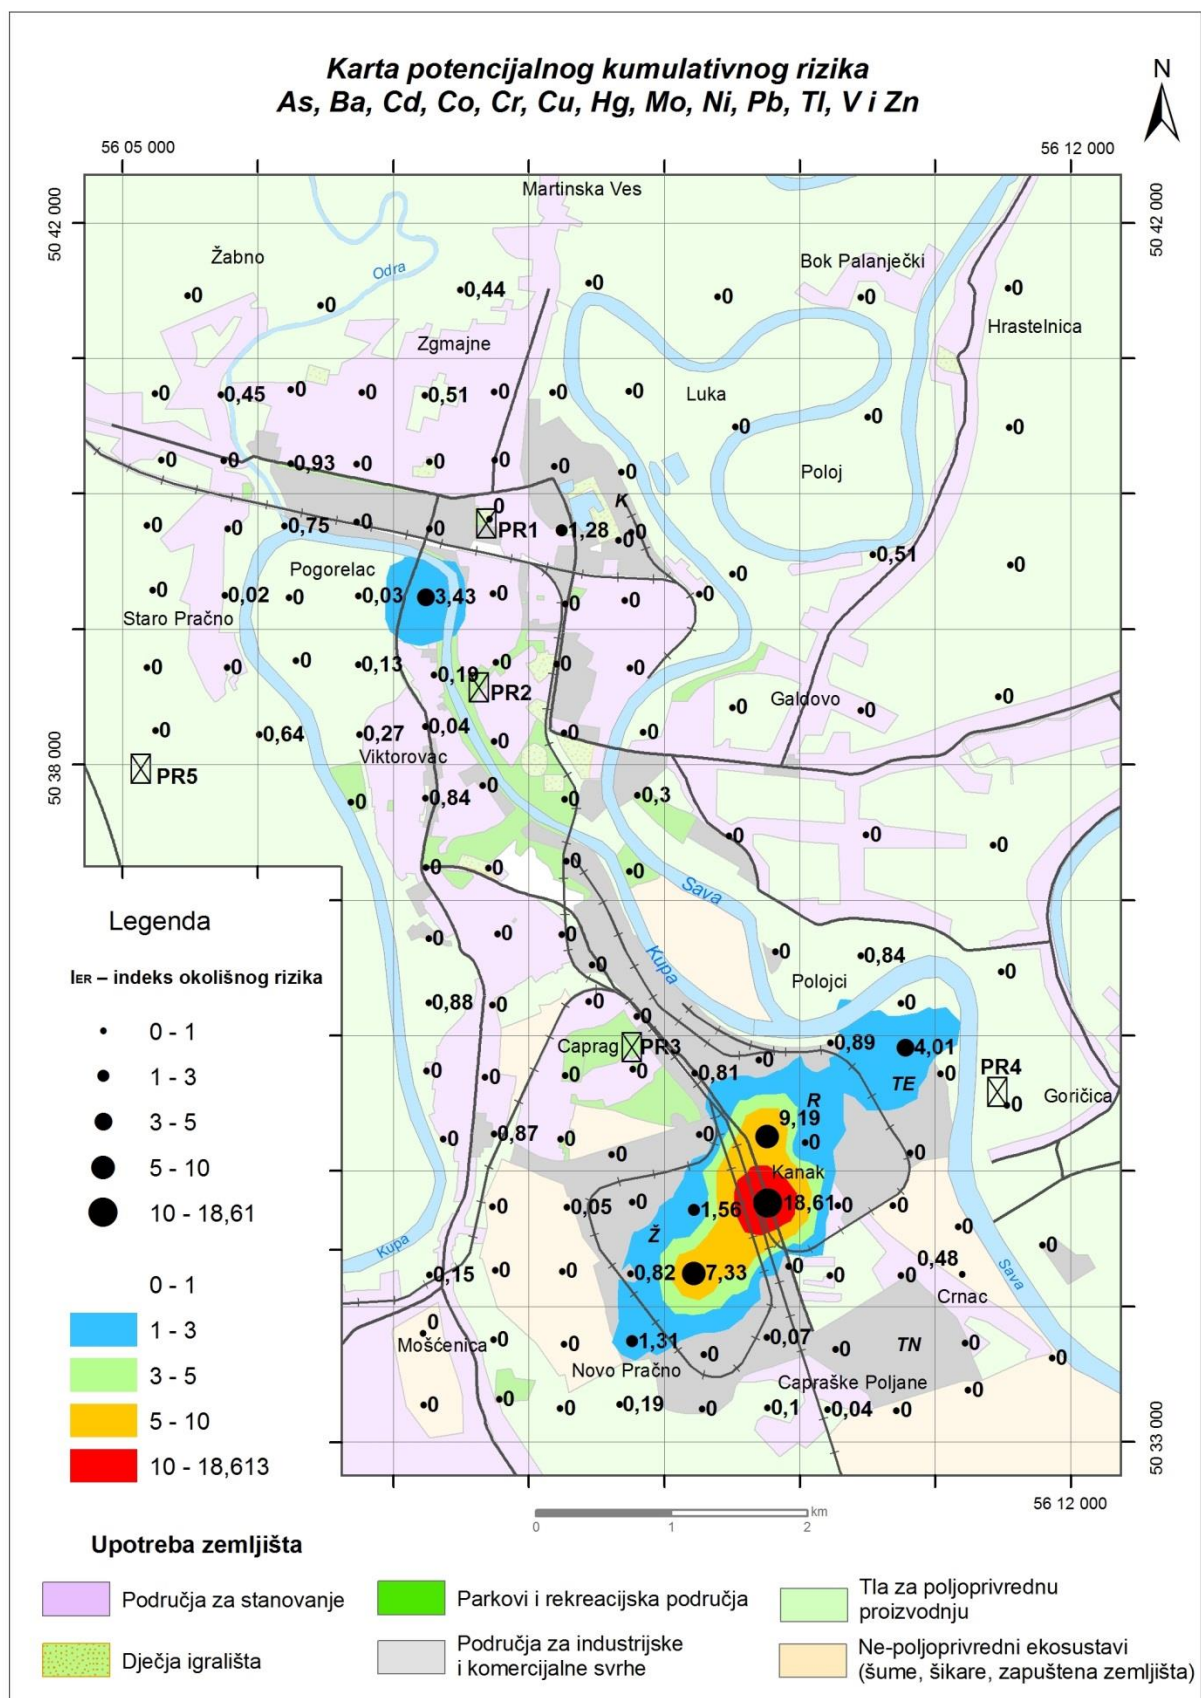 Karta potencijalnog kumulativnog rizika
As, Ba, Cd, Co, Cr, Cu, Hg, Mo, Ni, Pb, Tl, V i Zn
N
56 05 000
56 12 000
50 42 000
50 42 000
Martinska Ves
Žabno
Odra
Bok Palanječki
0
0
0,44
0
0
0
0
Hrastelnica
Zgmajne
0
0,45
0
0
0,51
0
0
0
Luka
0
0
0
0
0
0,93
0
0
0
0
0
Poloj
K
0
0
0,75
0
0
0
PR1
1,28
0
0
0,51
Pogorelac
0
0
0
0,02
0
0,03
3,43
0
0
0
0
Staro Pračno
0
0
0
0,13
0,19
0
0
0
PR2
Galdovo
0
0
0
0
0,64
0,27
0,04
0
0
0
Viktorovac
50 38 000
50 38 000
PR5
0
0,84
0
0
0,3
0
0
0
0
0
0
0
Sava
Kupa
0
0
0
0
0
0,84
Polojci
0
0,88
0
0
0
0
Caprag
PR3
0,89
4,01
TE
PR4
0
0
0
0
0,81
0
0
0
Goričica
R
9,19
0
0,87
0
0
0
0
0
Kanak
0
0,05
0
1,56
18,61
0
0
0
0
Ž
Kupa
Sava
0,15
0
0
0,82
7,33
0
0
0
0,48
Crnac
0
Mošćenica
0
0
1,31
0
0,07
0
TN
0
0
Novo Pračno
Capraške Poljane
0
0
0
0,19
0
0,1
0,04
0
0
50 33 000
56 12 000
Legenda
IER – indeks okolišnog rizika
0 - 1
1 - 3
3 - 5
5 - 10
10 - 18,61
0 - 1
1 - 3
3 - 5
5 - 10
10 - 18,613
km
0 1 2
Upotreba zemljišta
Područja za stanovanje
Dječja igrališta
Parkovi i rekreacijska područja
Područja za industrijske
i komercijalne svrhe
Tla za poljoprivrednu
proizvodnju
Ne-poljoprivredni ekosustavi
(šume, šikare, zapuštena zemljišta)